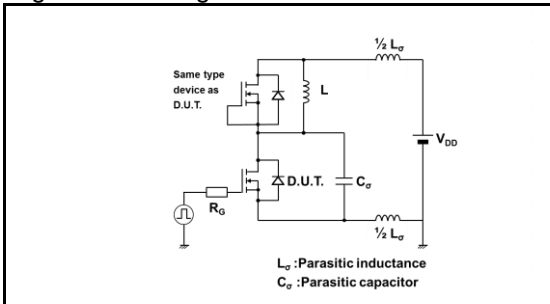 ½ Lσ
Same type
device as
D.U.T.
L
VDD
D.U.T.
Cσ
RG
½ Lσ
Lσ :Parasitic inductance
Cσ :Parasitic capacitor